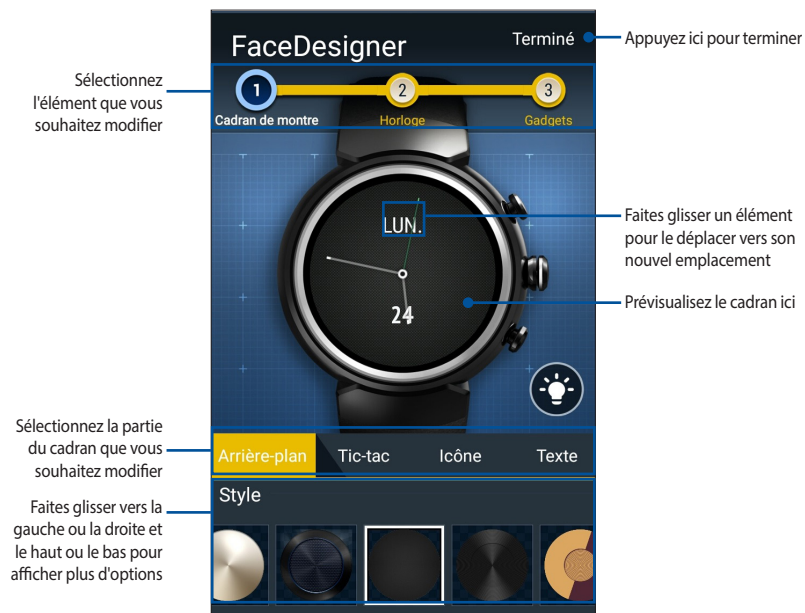 FaceDesigner
Terminé
Appuyez ici pour terminer
Sélectionnez
l'élément que vous
souhaitez modifier
1
2
3
Cadran de montre
Horloge
Gadgets
LUN.
24
Faites glisser un élément
pour le déplacer vers son
nouvel emplacement
Prévisualisez le cadran ici
Sélectionnez la partie
du cadran que vous
souhaitez modifier
Arrière-plan
Tic-tac
Icône
Texte
Style
Faites glisser vers la
gauche ou la droite et
le haut ou le bas pour
afficher plus d'options